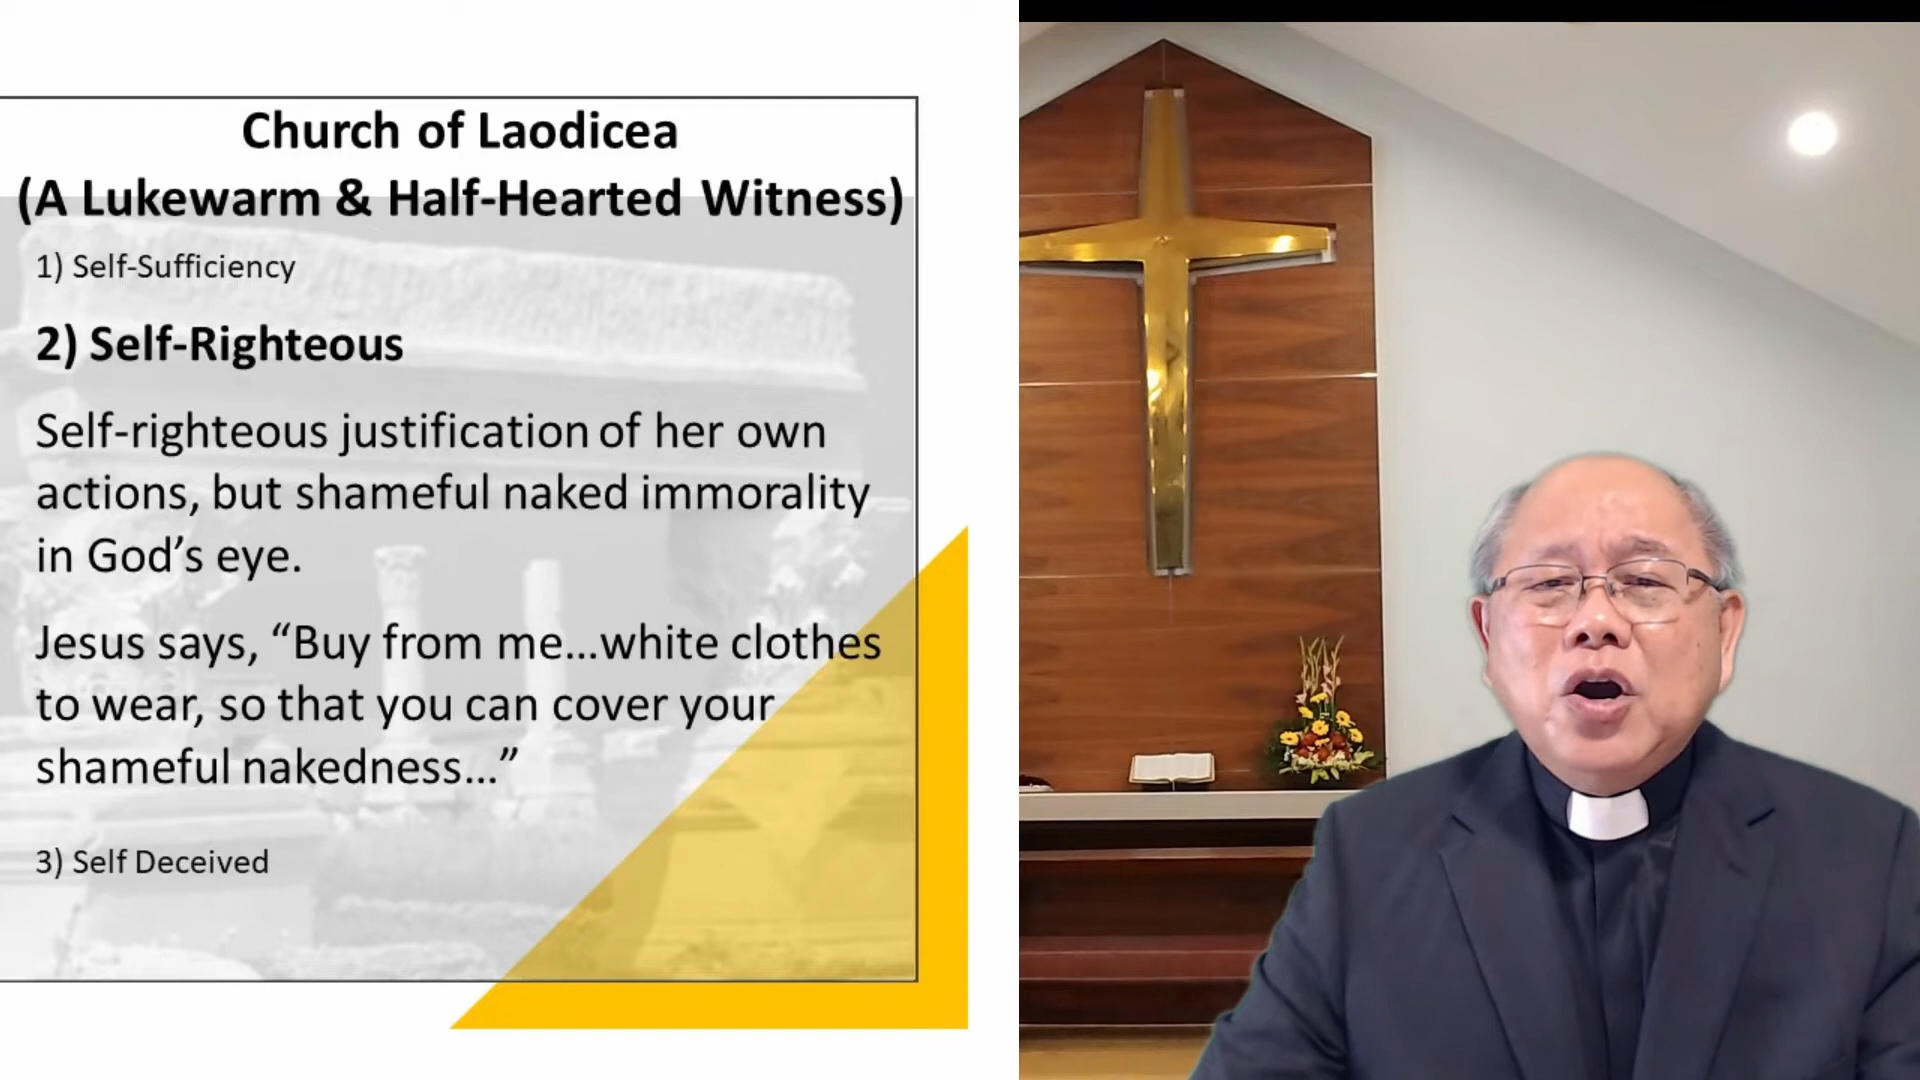 Church of Laodicea
(A Lukewarm & Half-Hearted Witness)
1) Self-Sufficiency
2) Self-Righteous
Self-righteous justification of her own
actions, but shameful naked immorality
in God’s eye.
Jesus says, “Buy from me...white clothes
to wear, so that you can cover your
shameful nakedness...”
3) Self Deceived